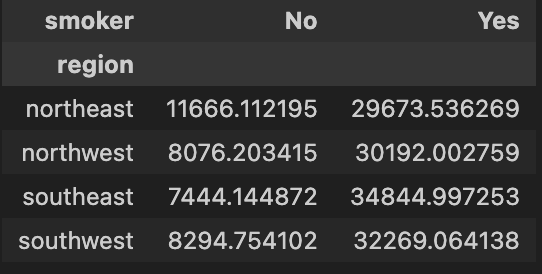 smoker No Yes
region
northeast 11666.112195 29673.536269
northwest 8076.203415 30192.002759
southeast 7444.144872 34844.997253
southwest 8294.754102 32269.064138